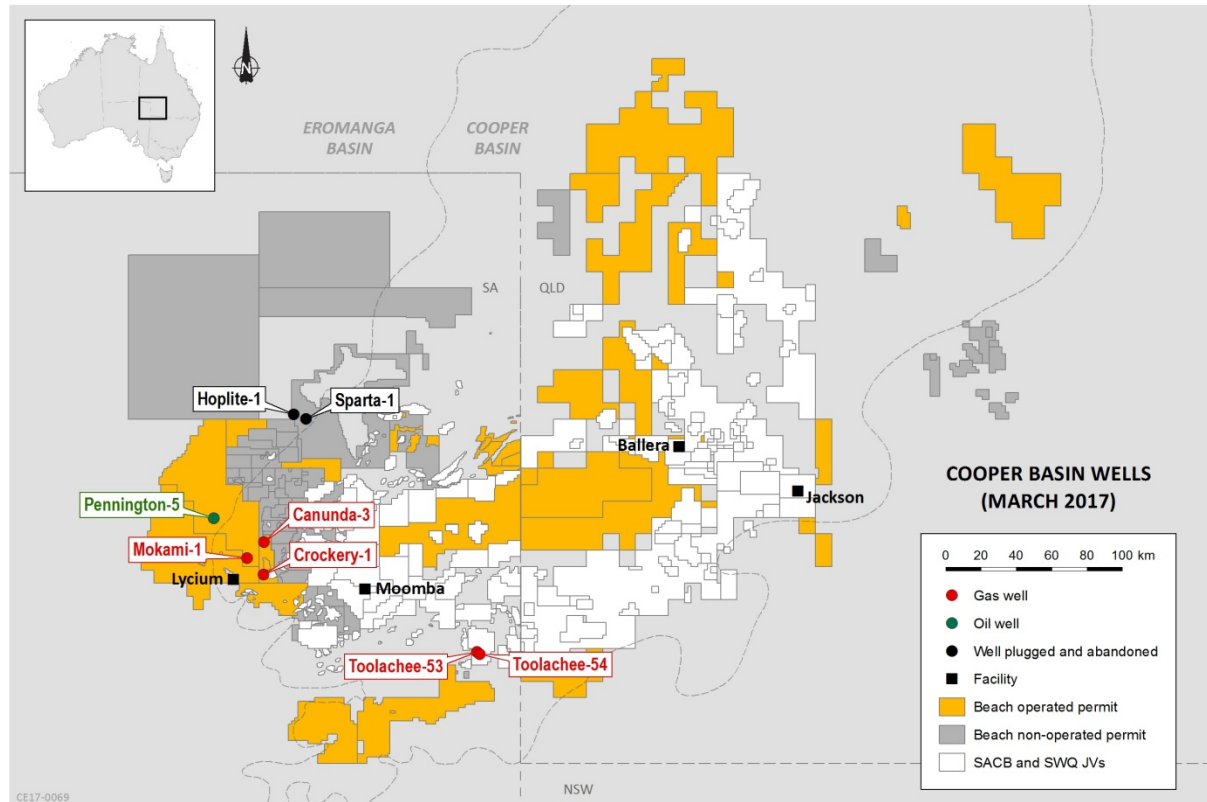 N
EROMANGA
BASIN
COOPER
BASIN
SA
QLD
Hoplite-1
Sparta-1
Ballera
Jackson
COOPER BASIN WELLS
(MARCH 2017)
Pennington-5
Canunda-3
Mokami-1
Crockery-1
Lycium
Moomba
Toolachee-53
Toolachee-54
0 20 40 60 80 100 km
Gas well
Oil well
Well plugged and abandoned
Facility
Beach operated permit
Beach non-operated permit
SACB and SWQ JVs
NSW
CE17-0069